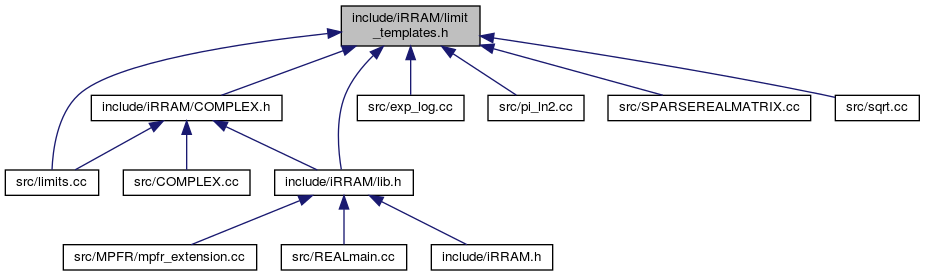 include/iRRAM/limit
_templates.h
include/iRRAM/COMPLEX.h
src/exp_log.cc
src/pi_ln2.cc
src/SPARSEREALMATRIX.cc
src/sqrt.cc
src/limits.cc
src/COMPLEX.cc
include/iRRAM/lib.h
src/MPFR/mpfr_extension.cc
src/REALmain.cc
include/iRRAM.h